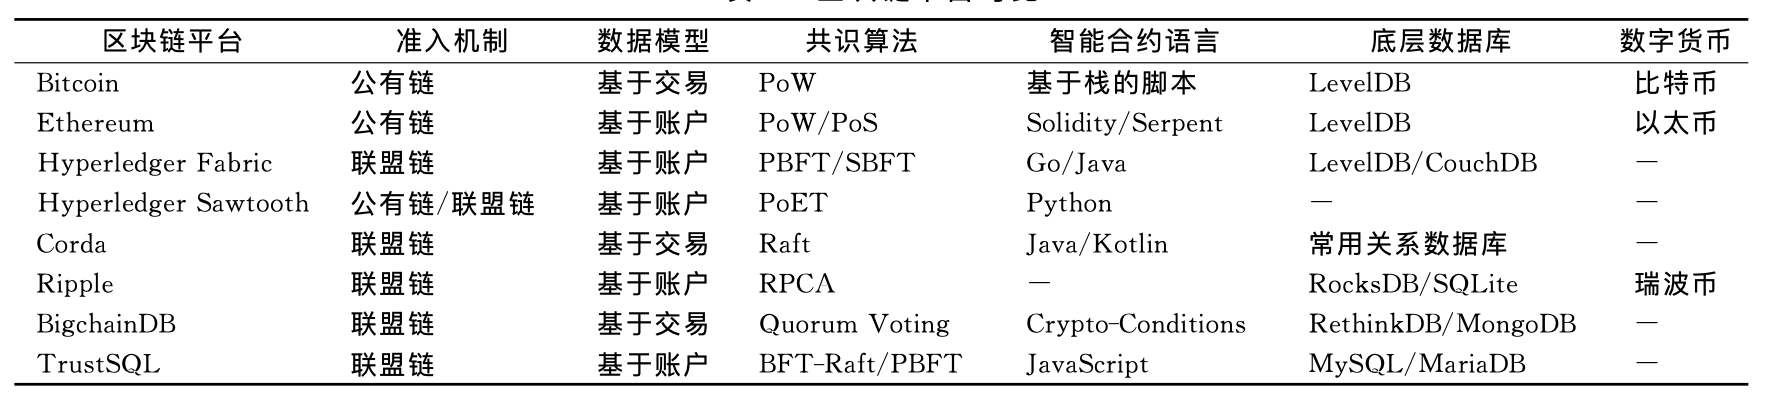 区块链平台 准入机制 数据模型 共识算法 智能合约语言 底层数据库 数字货币
Bitcoin 公有链 基于交易 PoW 基于栈的脚本 LevelDB 比特币
Ethereum 公有链 基于账户 PoW/PoS Solidity/Serpent LevelDB 以太币
Hyperledger Fabric 联盟链 基于账户 PBFT/SBFT Go/Java LevelDB/CouchDB —
Hyperledger Sawtooth 公有链/联盟链 基于账户 PoET Python — —
Corda 联盟链 基于交易 Raft Java/Kotlin 常用关系数据库 —
Ripple 联盟链 基于账户 RPCA — RocksDB/SQLite 瑞波币
BigchainDB 联盟链 基于交易 Quorum Voting Crypto-Conditions RethinkDB/MongoDB —
TrustSQL 联盟链 基于账户 BFT-Raft/PBFT JavaScript MySQL/MariaDB —